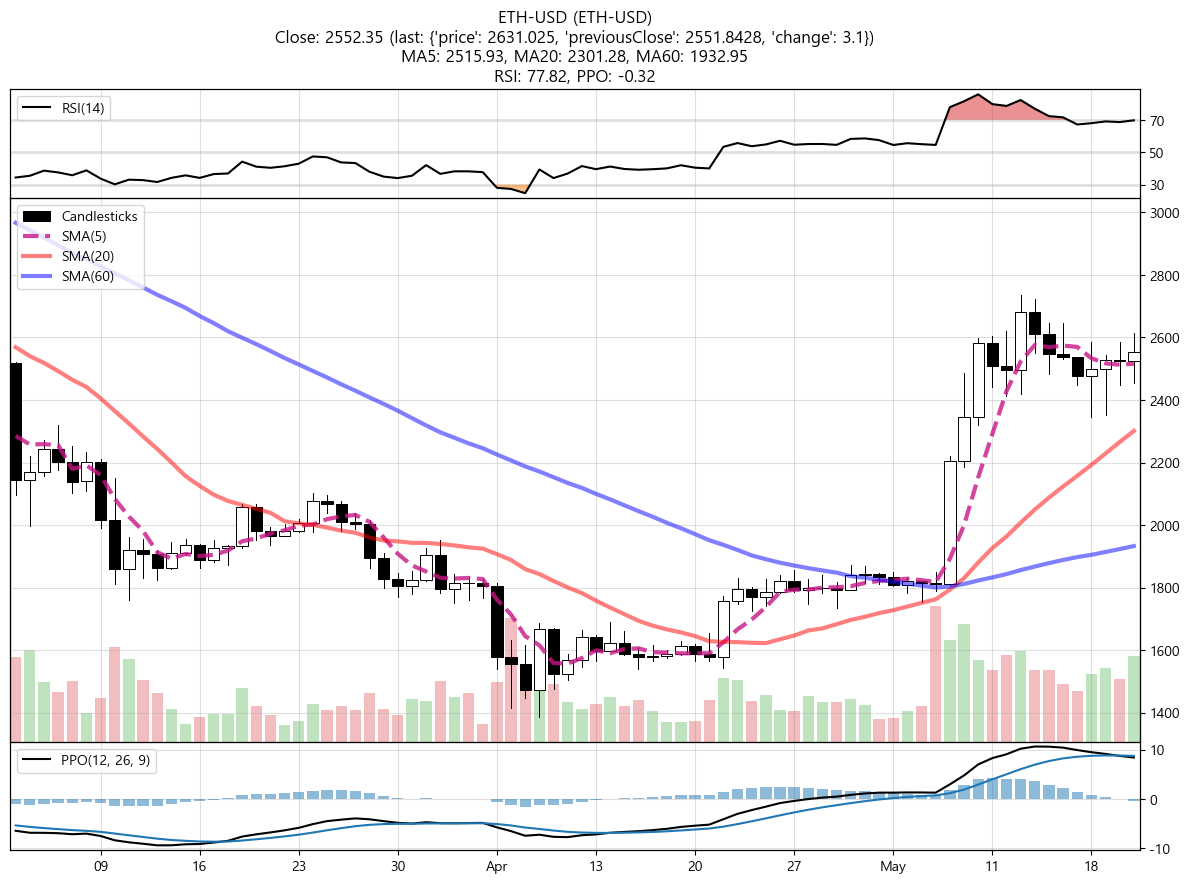 ETH-USD (ETH-USD)
Close: 2552.35 (last: {'price': 2631.025, 'previousClose': 2551.8428, 'change': 3.1})
MA5: 2515.93, MA20: 2301.28, MA60: 1932.95
RSI: 77.82, PPO: -0.32
RSI(14)
70
50
30
Candlesticks
SMA(5)
SMA(20)
SMA(60)
3000
2800
2600
2400
2200
2000
1800
1600
1400
PPO(12, 26, 9)
10
0
-10
09 16 23 30 Apr 13 20 27 May 11 18